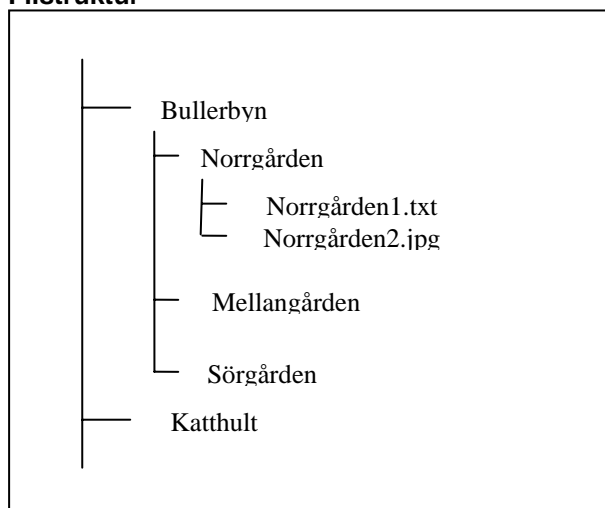 Filstruktur
Bullerbyn
Norrgården
Norrgården1.txt
Norrgården2.jpg
Mellangården
Sörgården
Katthult